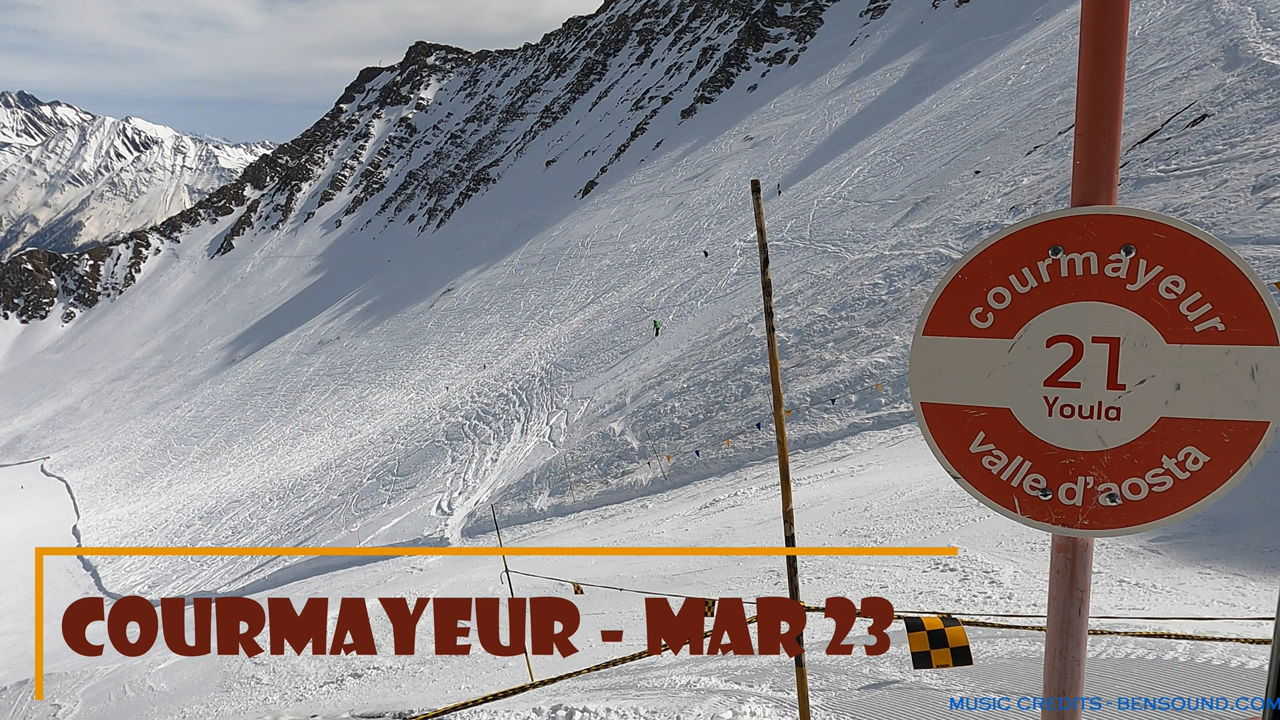 courmayeur
21
Youla
valle d'aosta
COURMAYEUR - MAR 23
MUSIC CREDITS - BENSOUND.COM